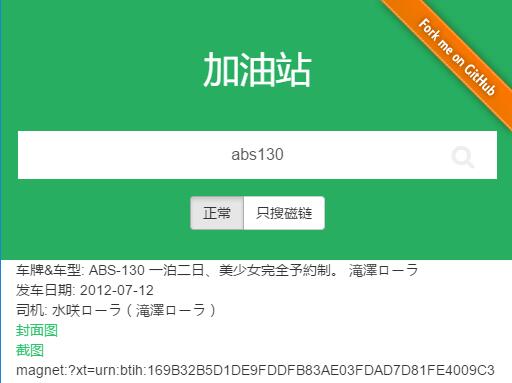 Fork me on GitHub
加油站
abs130
正常 只搜磁链
车牌&车型: ABS-130 一泊二日、美少女完全予約制。 滝澤ローラ
发车日期: 2012-07-12
司机: 水咲ローラ ( 滝澤ローラ )
封面图
截图
magnet:?xt=urn:btih:169B32B5D1DE9FDDFB83AE03FDAD7D81FE4009C3